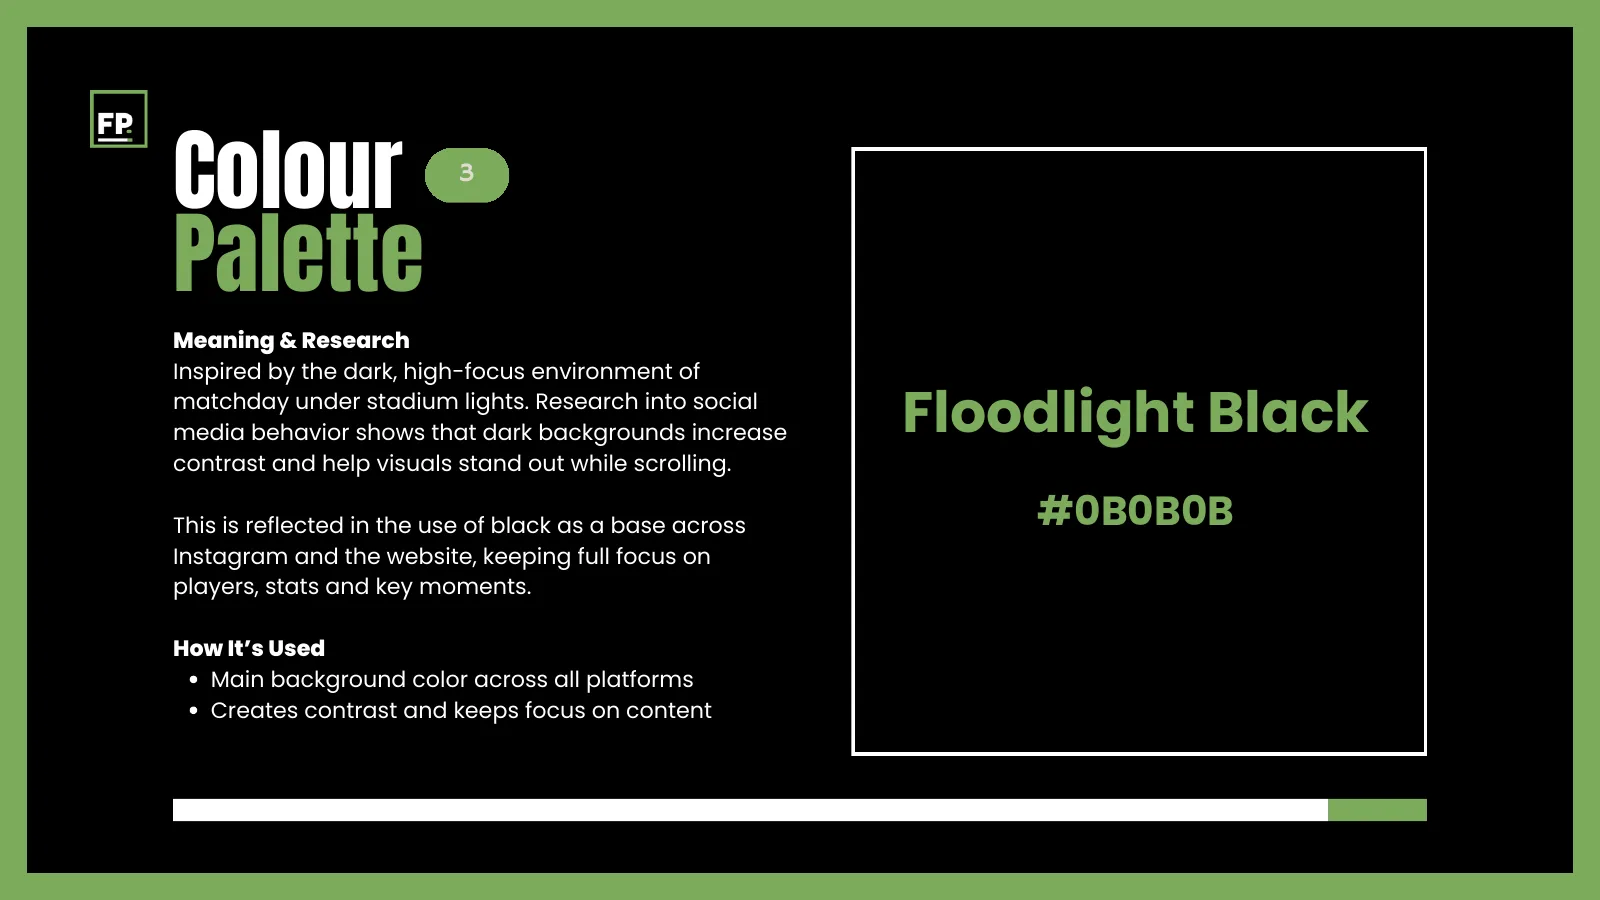 FP
Colour
3
Palette
Meaning & Research
Inspired by the dark, high-focus environment of
matchday under stadium lights. Research into social
media behavior shows that dark backgrounds increase
contrast and help visuals stand out while scrolling.
This is reflected in the use of black as a base across
Instagram and the website, keeping full focus on
players, stats and key moments.
How It’s Used
• Main background color across all platforms
• Creates contrast and keeps focus on content
Floodlight Black
#0B0B0B